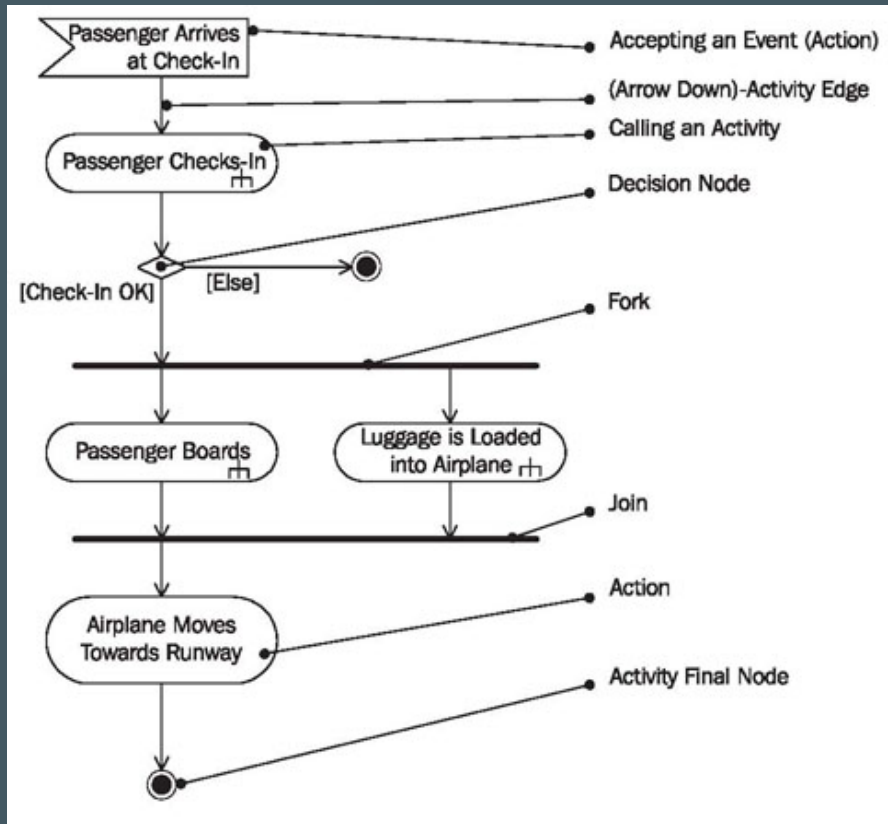 Passenger Arrives
at Check-In
Accepting an Event (Action)
(Arrow Down)-Activity Edge
Calling an Activity
Passenger Checks-In
Decision Node
[Check-In OK]
[Else]
Fork
Passenger Boards
Luggage is Loaded
into Airplane
Join
Action
Airplane Moves
Towards Runway
Activity Final Node